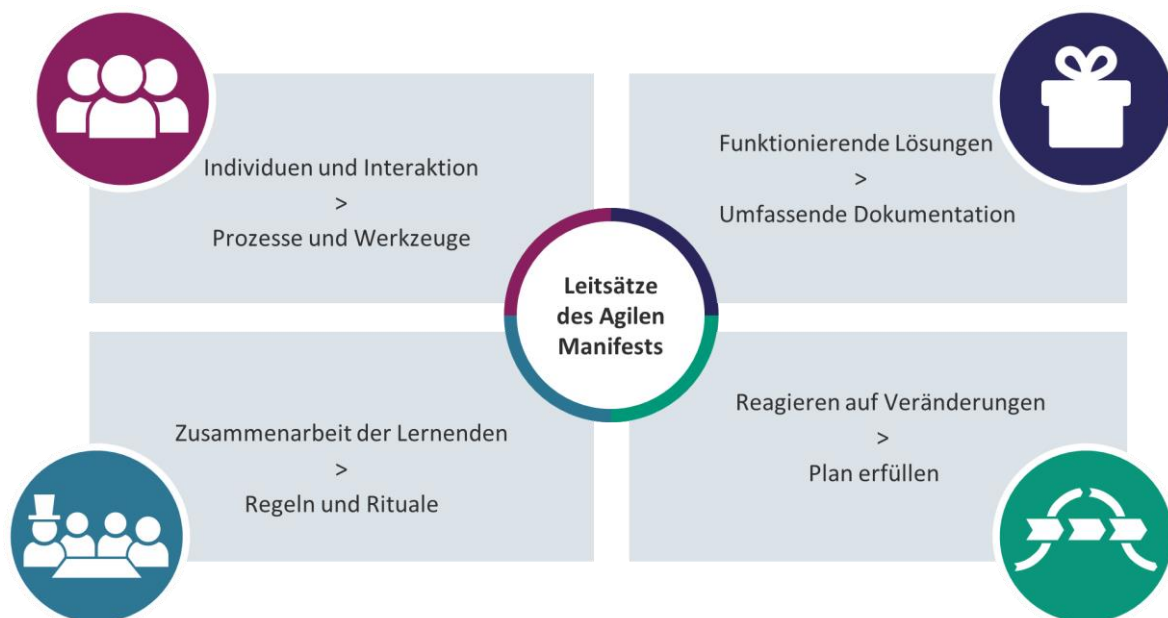 Individuen und Interaktion
>
Prozesse und Werkzeuge
Funktionierende Lösungen
>
Umfassende Dokumentation
Leitsätze
des Agilen
Manifests
Zusammenarbeit der Lernenden
>
Regeln und Rituale
Reagieren auf Veränderungen
>
Plan erfüllen